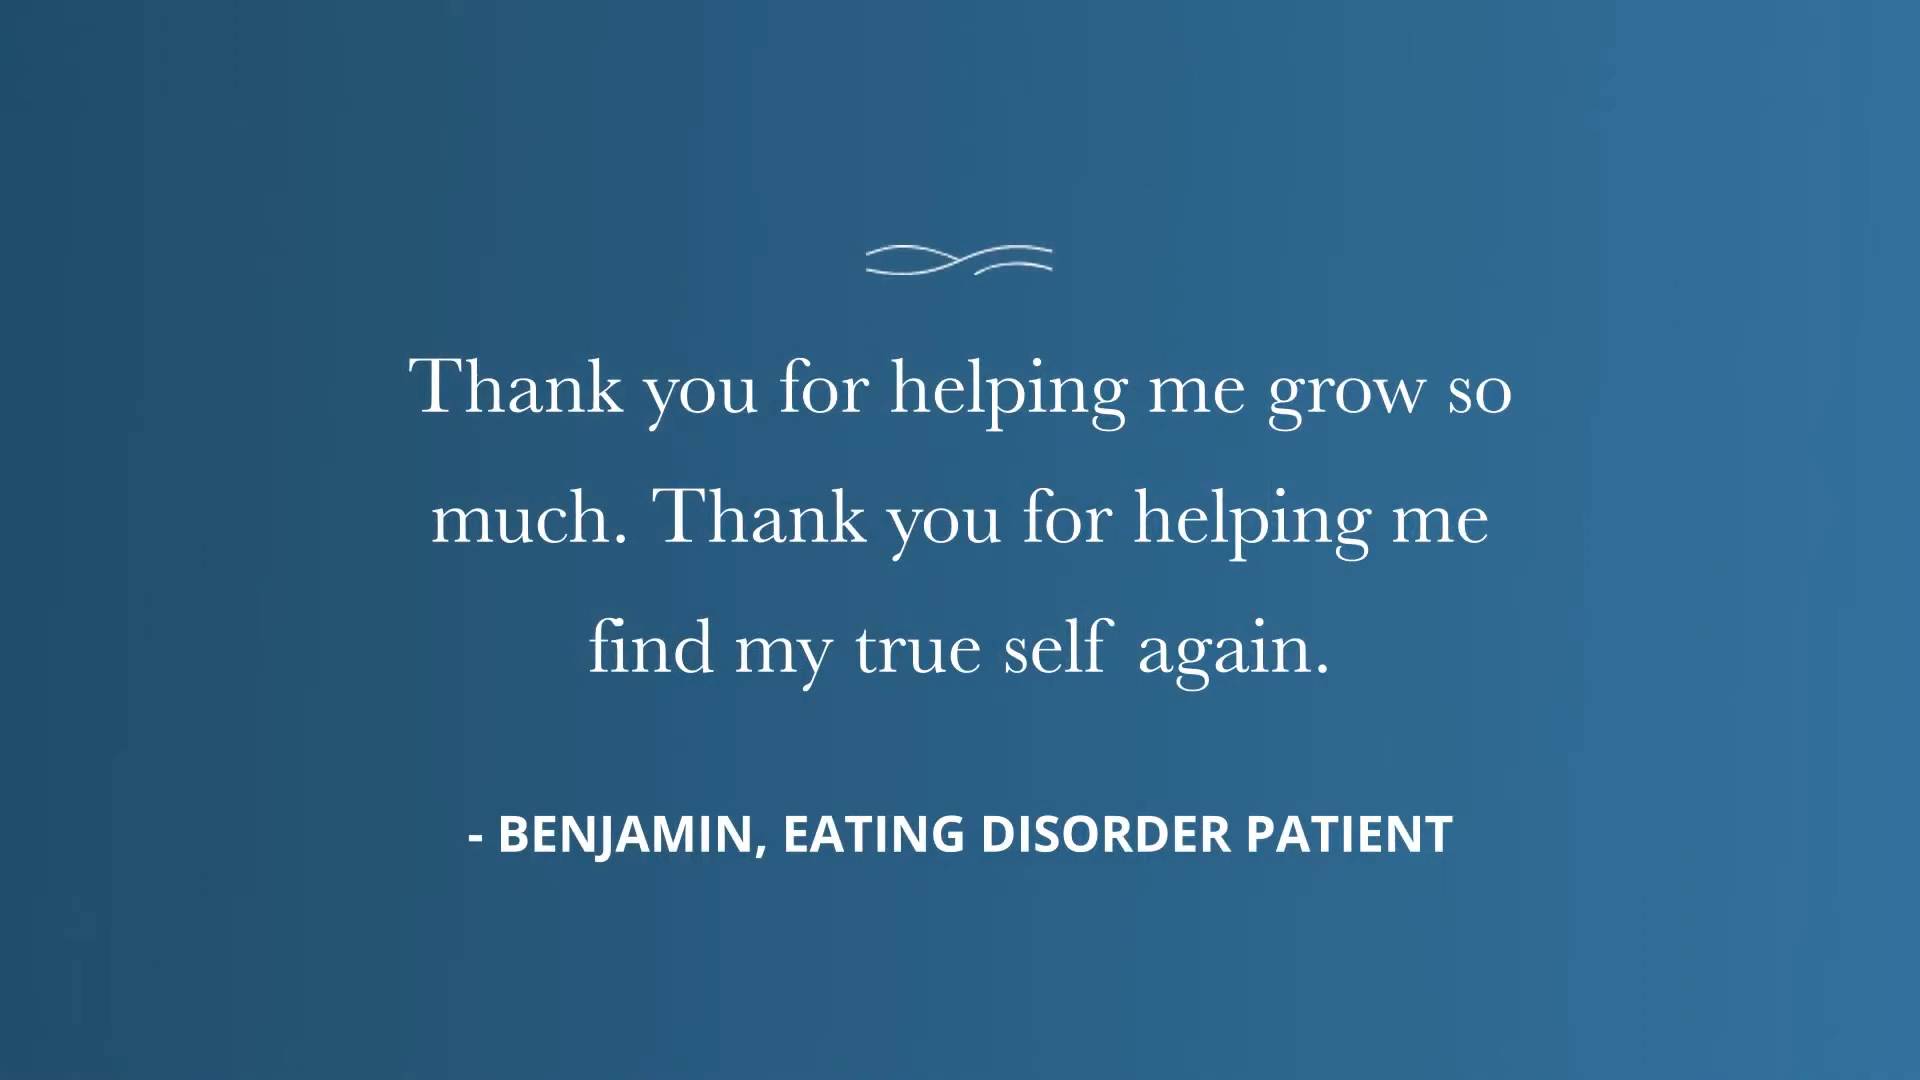 Thank you for helping me grow so
much. Thank you for helping me
find my true self again.
- BENJAMIN, EATING DISORDER PATIENT